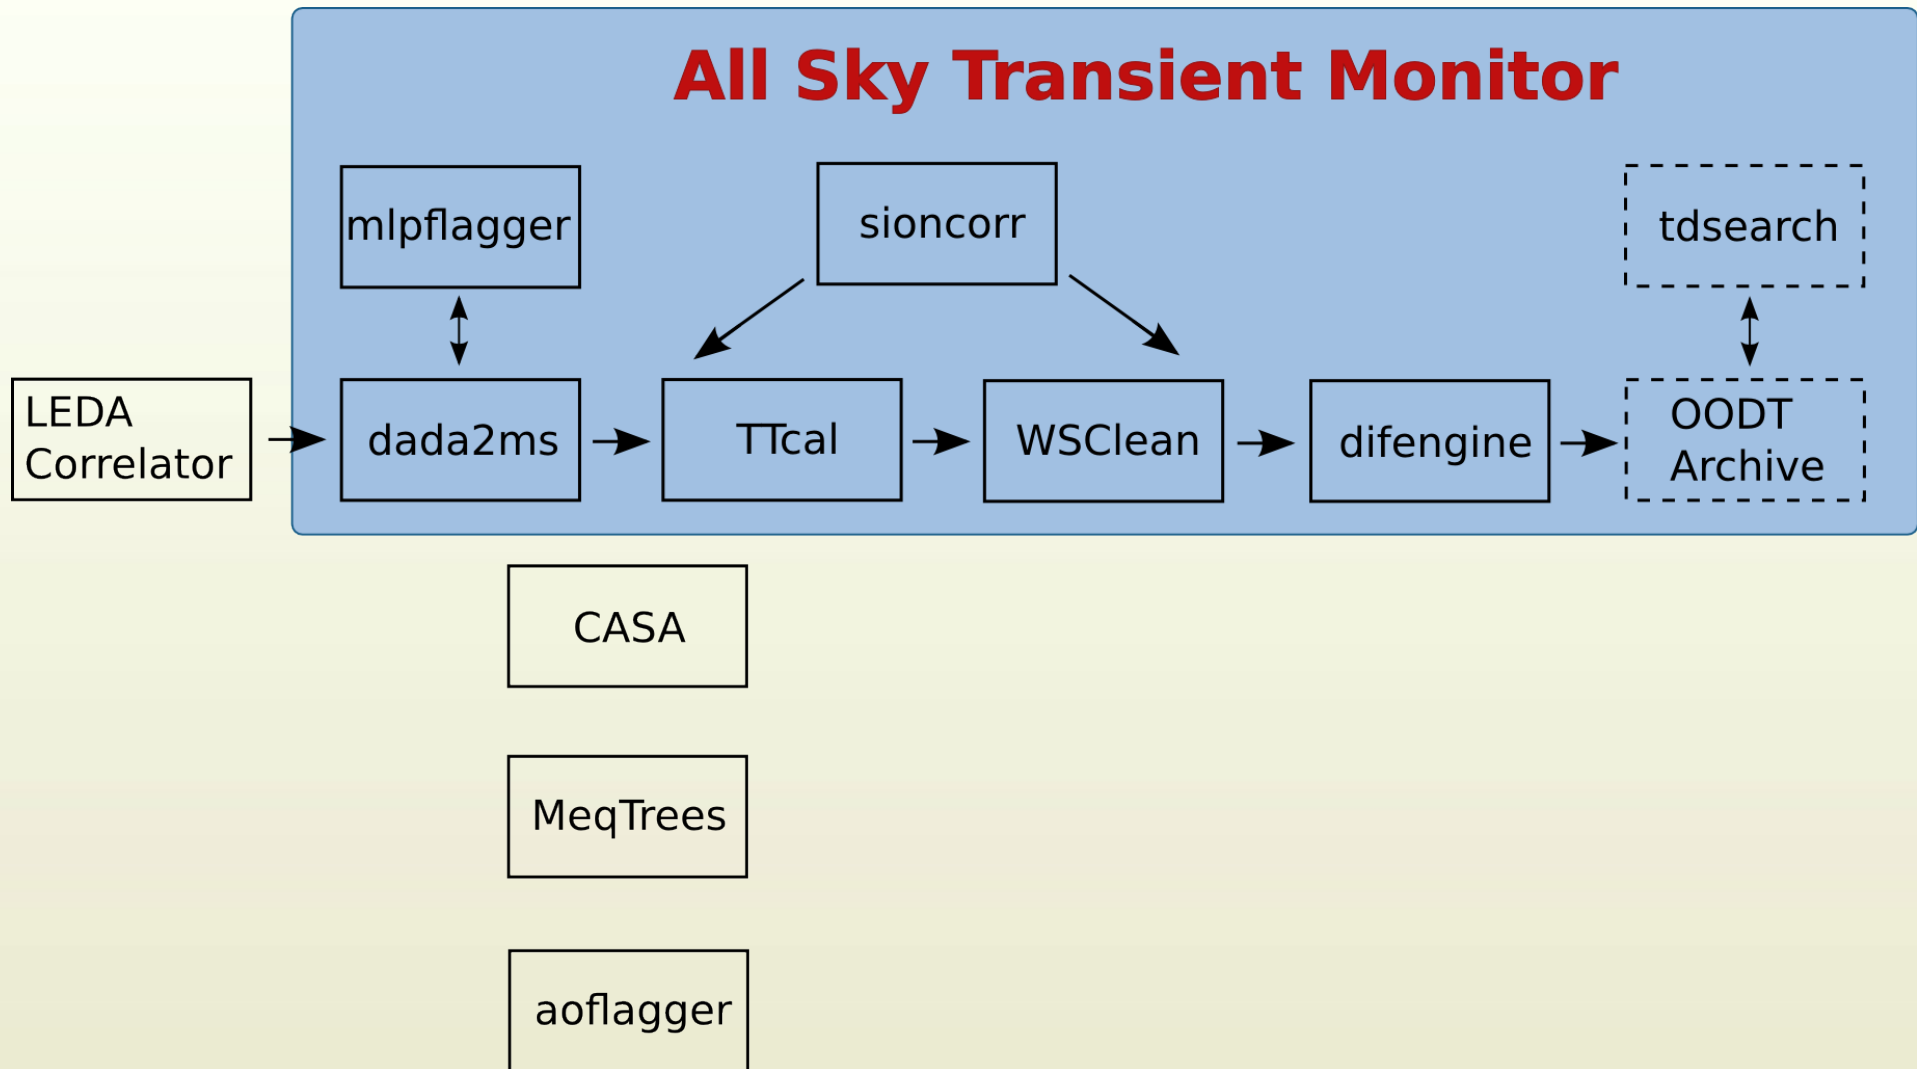 All Sky Transient Monitor
mlpflagger
sioncorr
tdsearch
LEDA
Correlator
dada2ms
TTcal
WSClean
difengine
OODT
Archive
CASA
MeqTrees
aoflagger